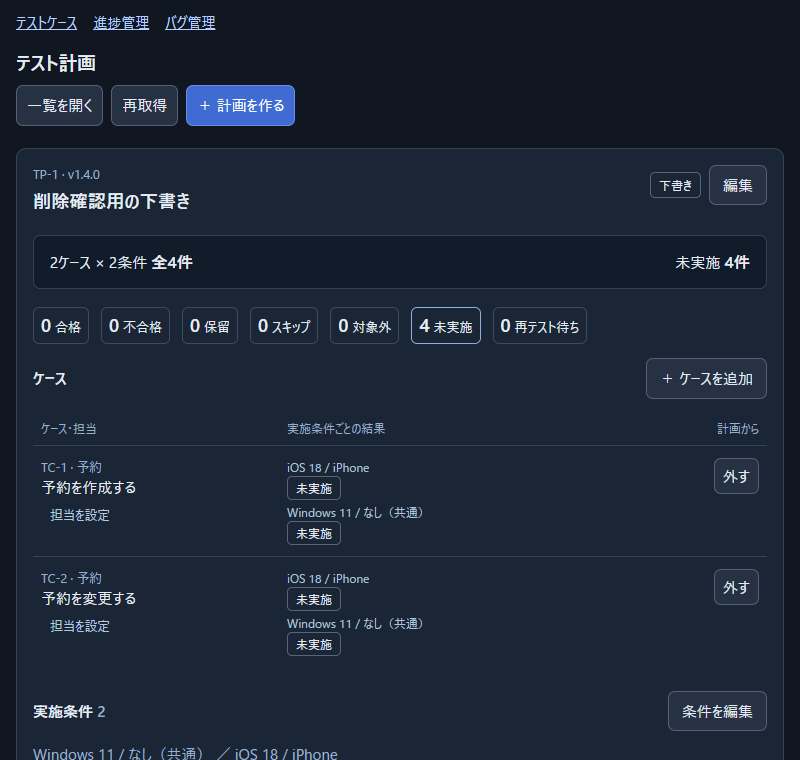 テストケース 進捗管理 バグ管理
テスト計画
一覧を開く 再取得 ＋ 計画を作る
TP-1 · v1.4.0
削除確認用の下書き
下書き 編集
2ケース × 2条件 全4件 未実施 4件
0 合格 0 不合格 0 保留 0 スキップ 0 対象外 4 未実施 0 再テスト待ち
ケース ＋ ケースを追加
ケース・担当 実施条件ごとの結果 計画から
TC-1 · 予約
予約を作成する
担当を設定
iOS 18 / iPhone
未実施
Windows 11 / なし（共通）
未実施
外す
TC-2 · 予約
予約を変更する
担当を設定
iOS 18 / iPhone
未実施
Windows 11 / なし（共通）
未実施
外す
実施条件 2 条件を編集
Windows 11 / なし（共通） ／ iOS 18 / iPhone